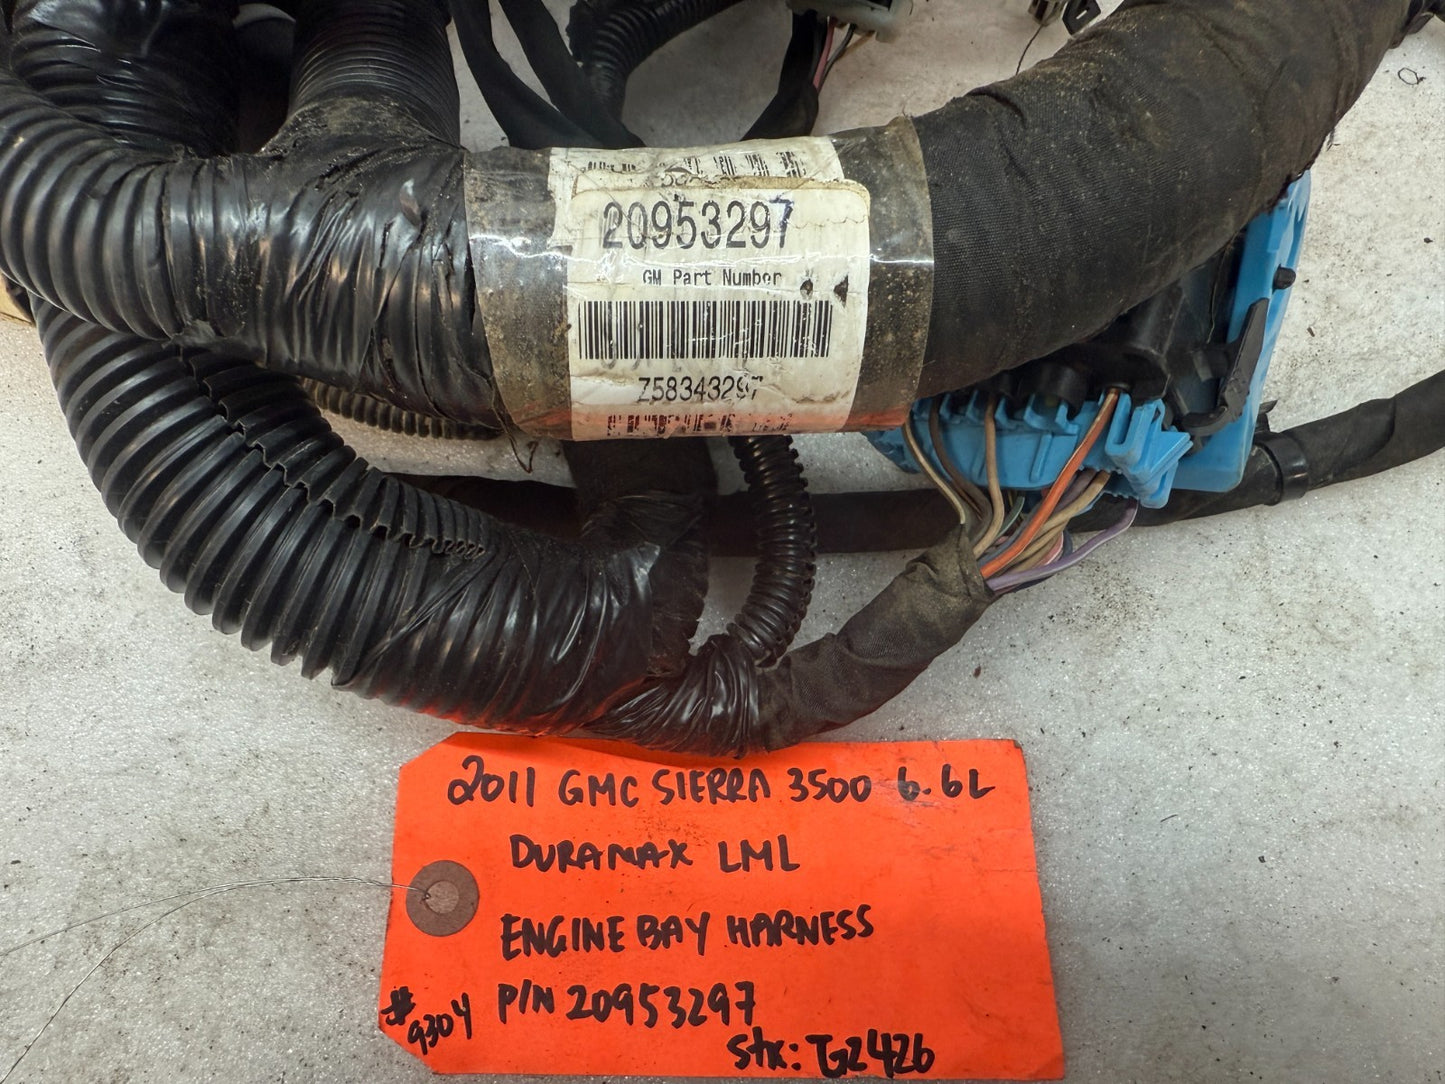 20953297
GM Part Number
Z58343297
2011 GMC SIERRA 3500 6.6L
DURAMAX LML
ENGINE BAY HARNESS
P/N 20953297
#9304
Stk: TG2426